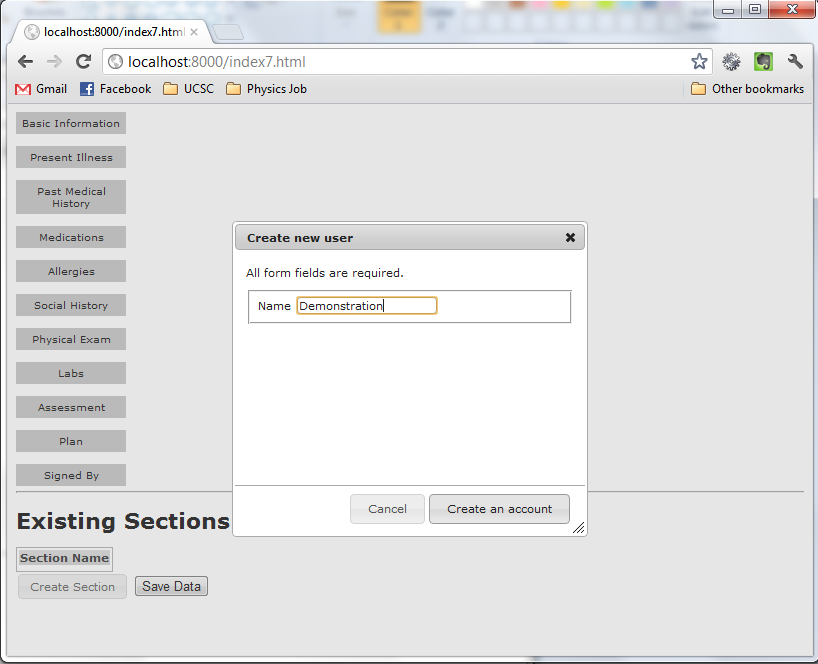 localhost:8000/index7.html
localhost:8000/index7.html
Gmail Facebook UCSC Physics Job Other bookmarks
Basic Information
Present Illness
Past Medical
History
Medications
Allergies
Social History
Physical Exam
Labs
Assessment
Plan
Signed By
Create new user
All form fields are required.
Name Demonstration
Cancel Create an account
Existing Sections
Section Name
Create Section Save Data